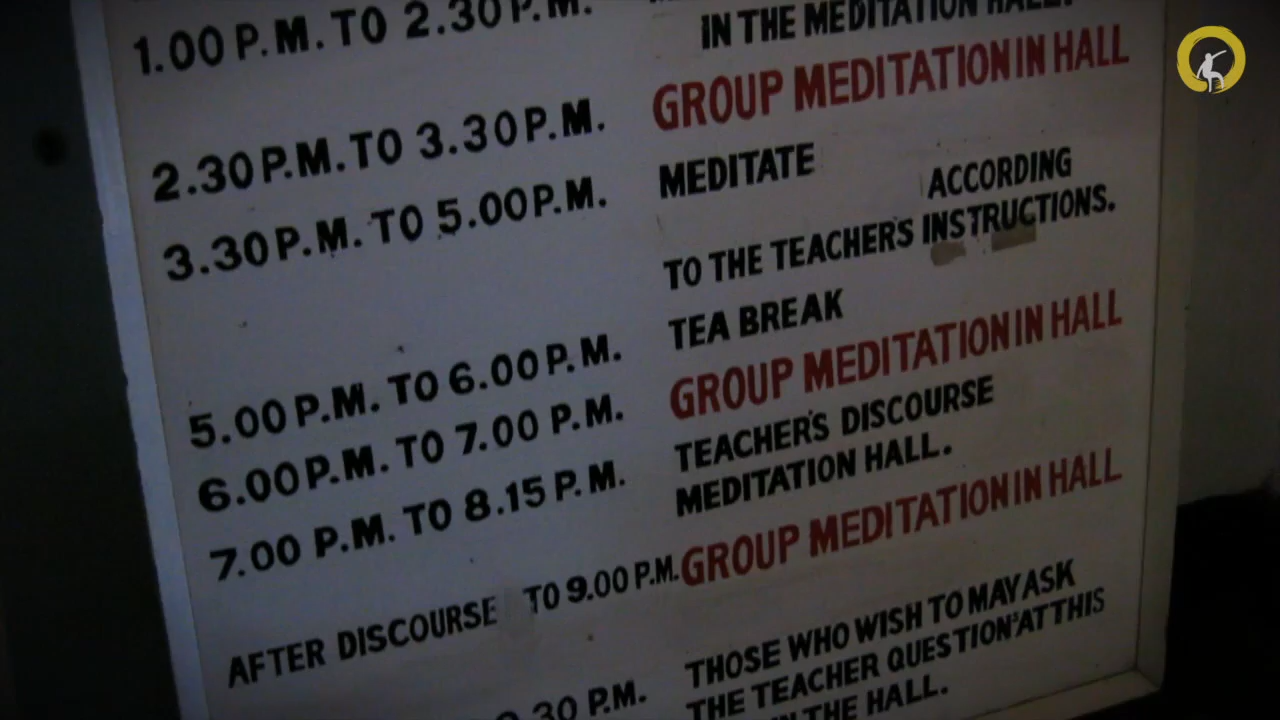 1.00 P.M. TO 2.30 P.M.
IN THE MEDITATION HALL.
2.30 P.M. TO 3.30 P.M. GROUP MEDITATION IN HALL
3.30 P.M. TO 5.00 P.M. MEDITATE ACCORDING
TO THE TEACHER'S INSTRUCTIONS.
5.00 P.M. TO 6.00 P.M. TEA BREAK
6.00 P.M. TO 7.00 P.M. GROUP MEDITATION IN HALL
7.00 P.M. TO 8.15 P.M. TEACHER'S DISCOURSE
MEDITATION HALL.
AFTER DISCOURSE TO 9.00 P.M. GROUP MEDITATION IN HALL
30 P.M. THOSE WHO WISH TO MAY ASK
THE TEACHER QUESTION'AT THIS
IN THE HALL.